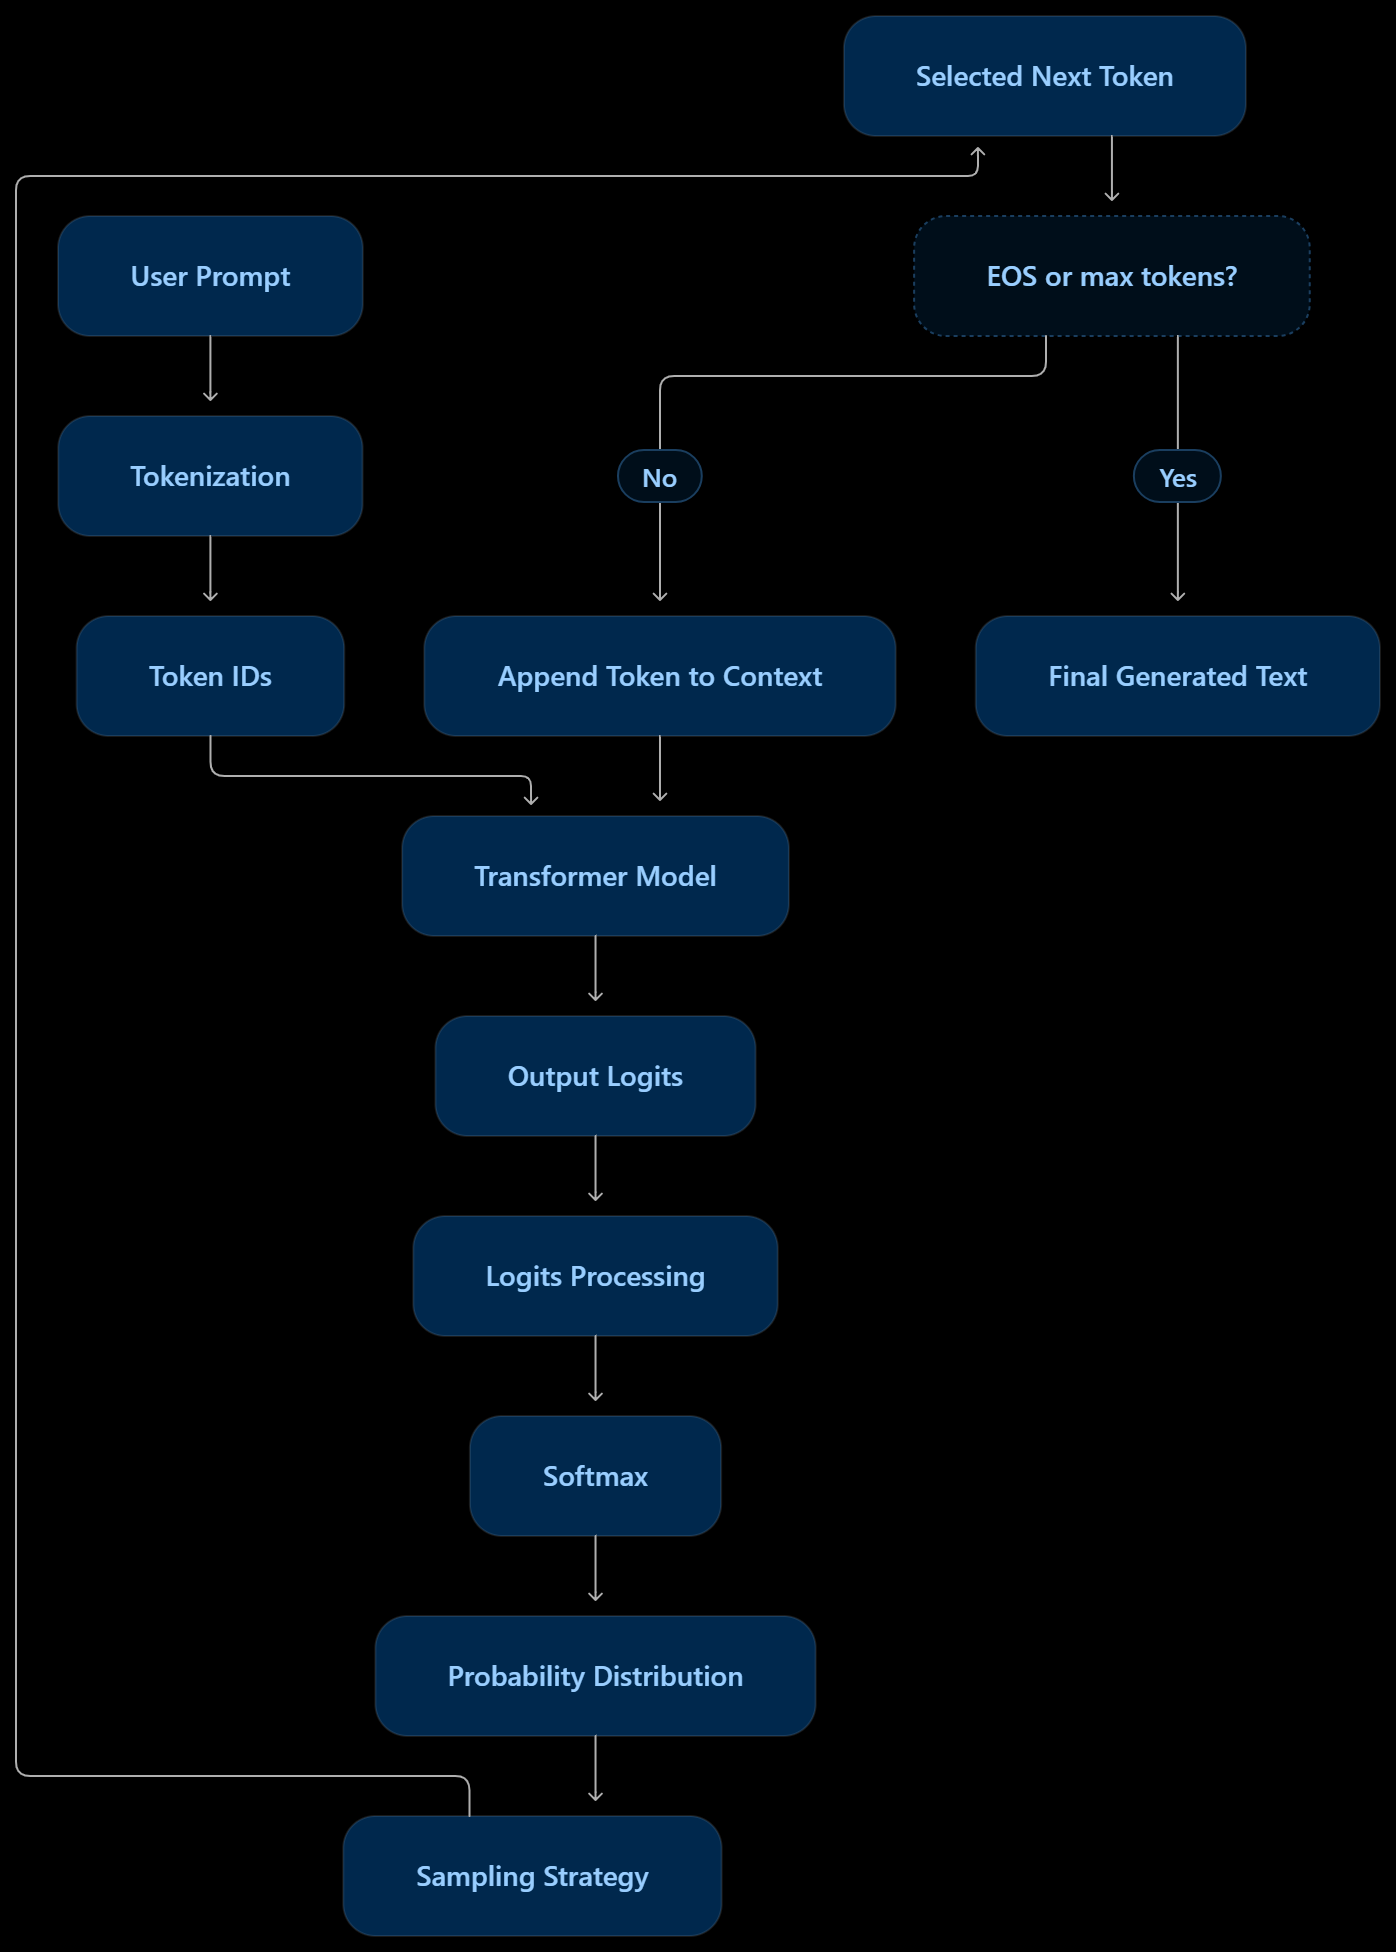 Selected Next Token
User Prompt
EOS or max tokens?
Tokenization
No
Yes
Token IDs
Append Token to Context
Final Generated Text
Transformer Model
Output Logits
Logits Processing
Softmax
Probability Distribution
Sampling Strategy